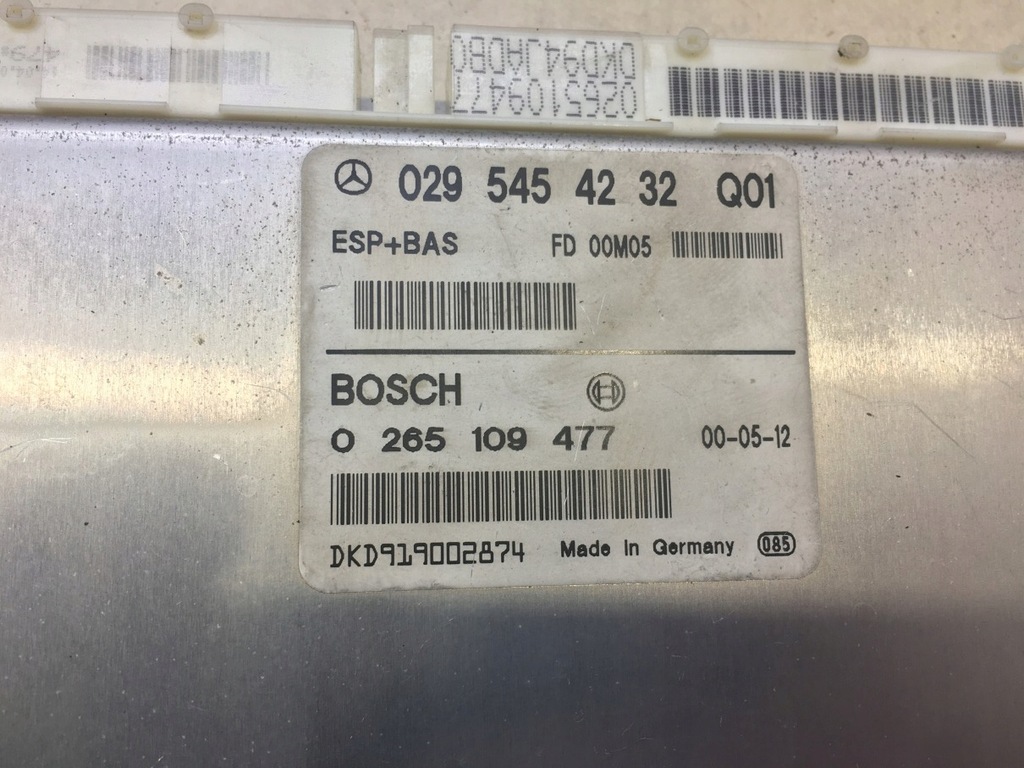 DKD94JADBC
0265109477
029 545 42 32 Q01
ESP+BAS FD 00M05
BOSCH
0 265 109 477 00-05-12
DKD919002874 Made in Germany 085